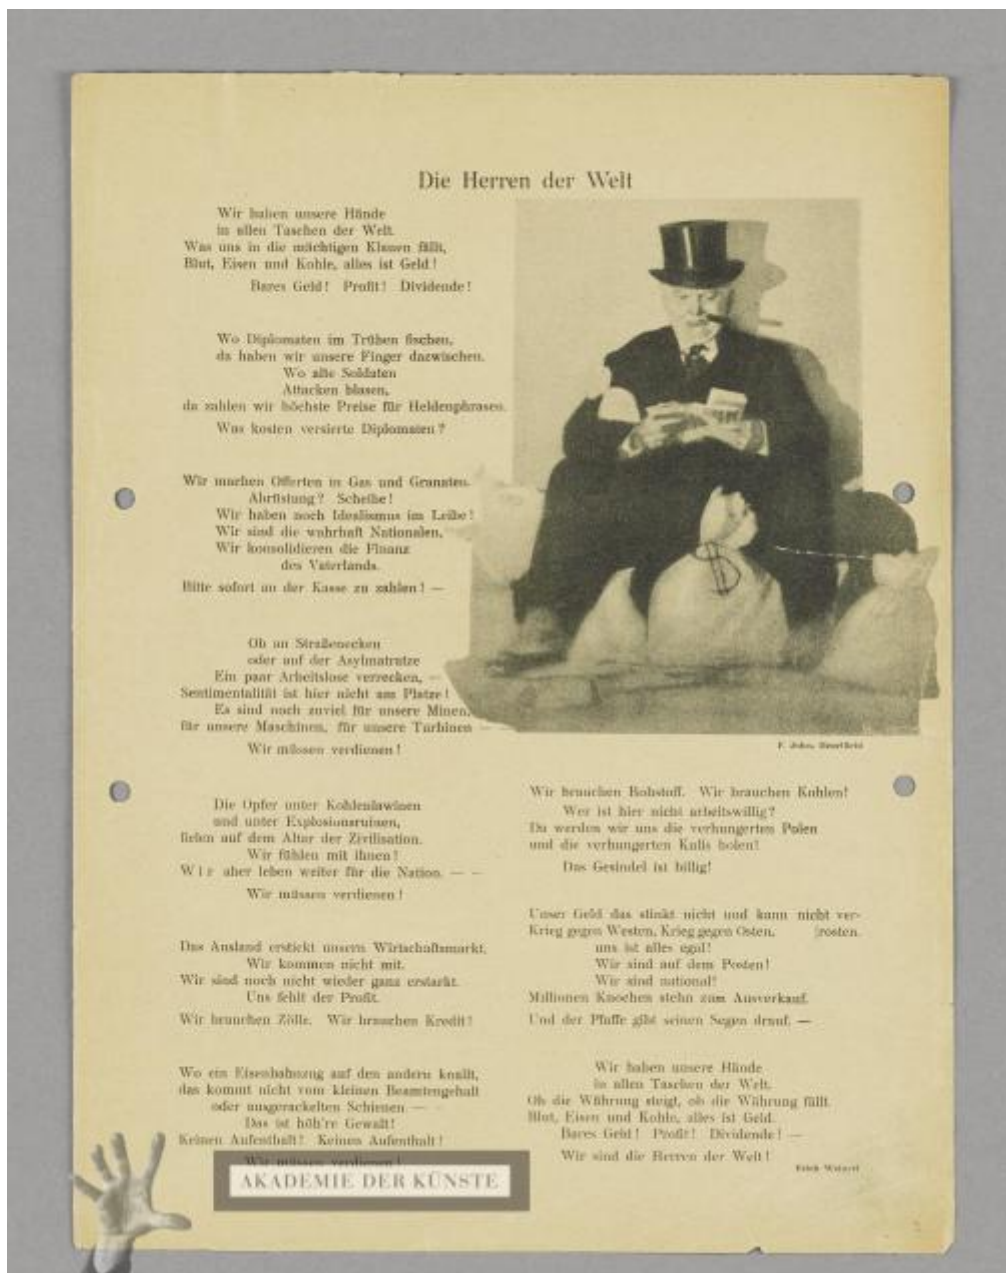 Die Herren der Welt
Wir haben unsere Hände
in allen Taschen der Welt.
Was uns in die mächtigen Klauen fällt,
Blut, Eisen und Kohle, alles ist Geld!
Bares Geld! Profit! Dividende!
Wo Diplomaten im Trüben fischen,
da haben wir unsere Finger dazwischen.
Wo alte Soldaten
Attacken blasen,
da zahlen wir höchste Preise für Heldenphrasen.
Was kosten versierte Diplomaten?
Wir machen Offerten in Gas und Granaten.
Abrüstung? Scheibe!
Wir haben noch Idealismus im Leibe!
Wir sind die wahrhaft Nationalen,
Wir konsolidieren die Finanz
des Vaterlands.
Bitte sofort an der Kasse zu zahlen! —
Ob an Straßenecken
oder auf der Asylmatratze
Ein paar Arbeitslose verrecken, —
Sentimentalität ist hier nicht am Platze!
Es sind noch zuviel für unsere Minen,
für unsere Maschinen, für unsere Turbinen — —
Wir müssen verdienen!
Die Opfer unter Kohlenlawinen
und unter Explosionsruinen,
fielen auf dem Altar der Zivilisation.
Wir fühlen mit ihnen!
Wir aber leben weiter für die Nation. — —
Wir müssen verdienen!
Das Ausland erstickt unsern Wirtschaftsmarkt.
Wir kommen nicht mit.
Wir sind noch nicht wieder ganz erstarkt.
Uns fehlt der Profit.
Wir brauchen Zölle. Wir brauchen Kredit!
Wo ein Eisenbahnzug auf den andern knallt,
das kommt nicht vom kleinen Beamtengehalt
oder ausgerackelten Schienen — —
Das ist höh're Gewalt!
Keinen Aufenthalt! Keinen Aufenthalt!
Wir müssen verdienen!
$
F. John, Heartfield
Wir brauchen Rohstoff. Wir brauchen Kohlen!
Wer ist hier nicht arbeitswillig?
Da werden wir uns die verhungerten Polen
und die verhungerten Kulis holen!
Das Gesindel ist billig!
Unser Geld das stinkt nicht und kann nicht ver-
Krieg gegen Westen, Krieg gegen Osten, [rosten.
uns ist alles egal!
Wir sind auf dem Posten!
Wir sind national!
Millionen Knochen stehn zum Ausverkauf.
Und der Pfaffe gibt seinen Segen drauf. —
Wir haben unsere Hände
in allen Taschen der Welt.
Ob die Währung steigt, ob die Währung fällt.
Blut, Eisen und Kohle, alles ist Geld.
Bares Geld! Profit! Dividende! —
Wir sind die Herren der Welt!
Erich Weinert
AKADEMIE DER KÜNSTE